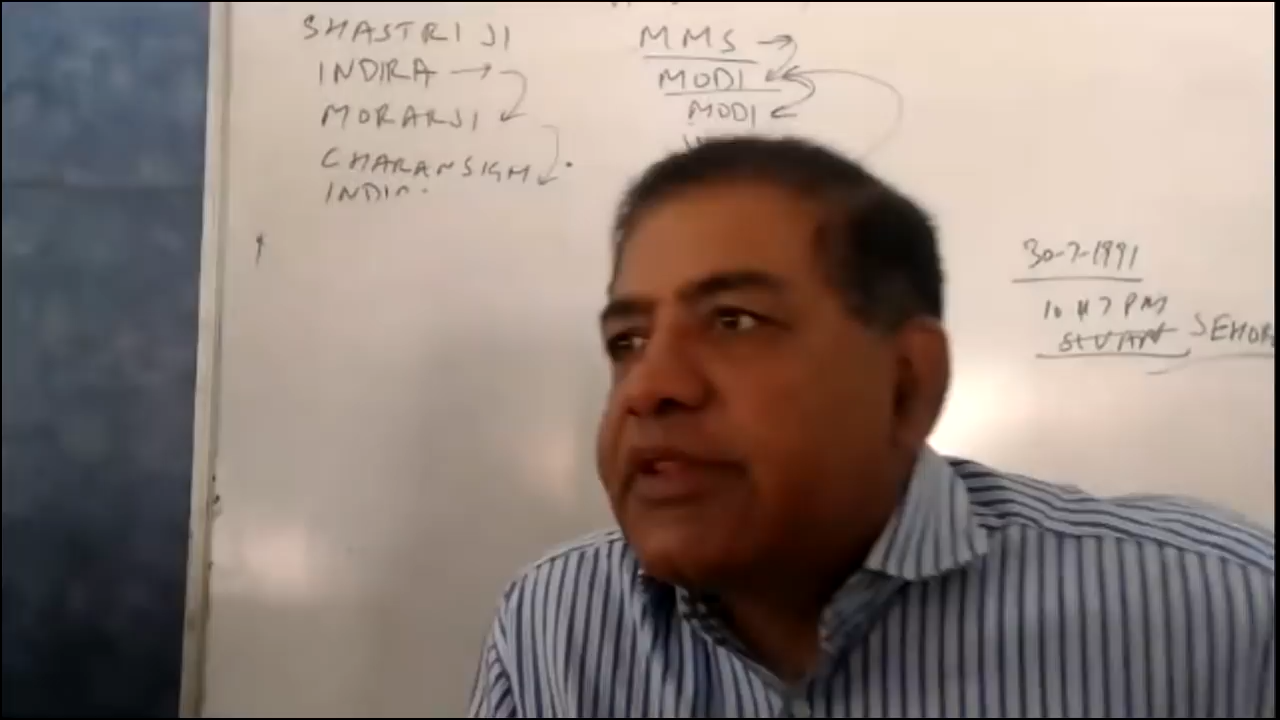 SHASTRI JI
INDIRA →
MORARJI
CHARANSIGH
MMS →
MODI
MODI
30-7-1991
10 47 PM
SEHOR